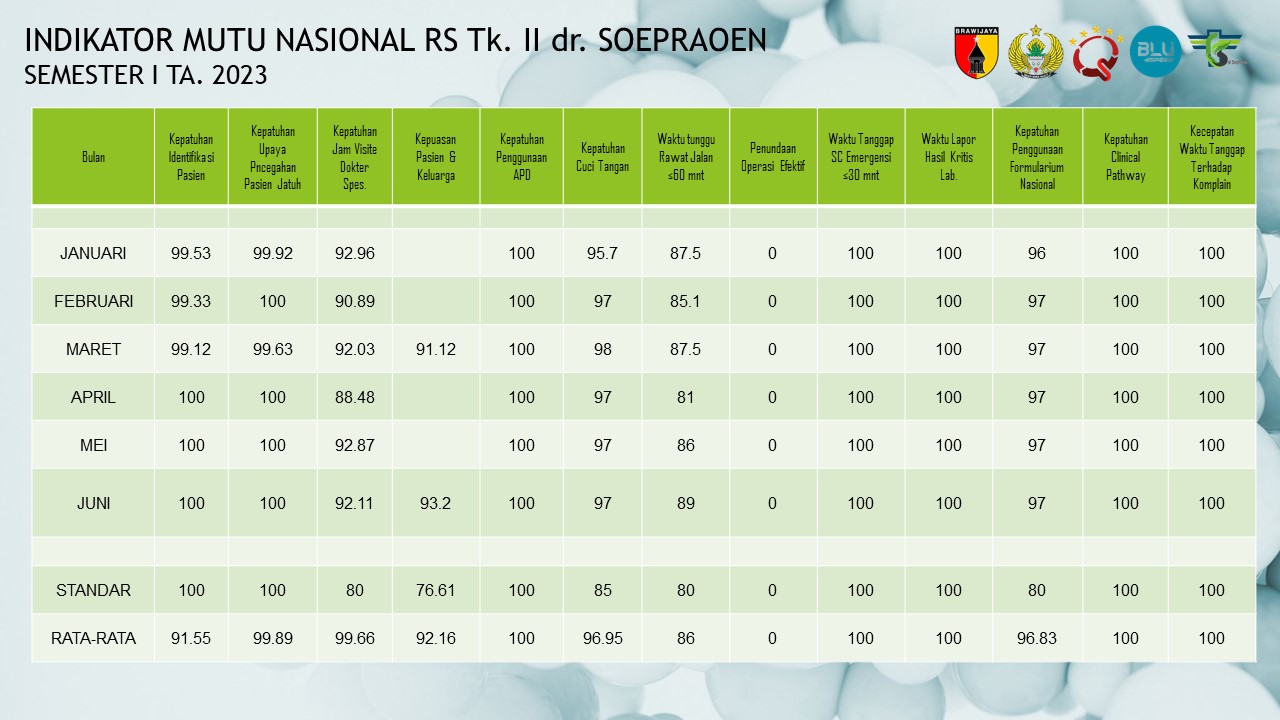 INDIKATOR MUTU NASIONAL RS Tk. II dr. SOEPRAOEN
SEMESTER I TA. 2023
BRAWIJAYA
BLU
Bulan
Kepatuhan
Identifikasi
Pasien
Kepatuhan
Upaya
Pncegahan
Pasien Jatuh
Kepatuhan
Jam Visite
Dokter
Spes.
Kepuasan
Pasien &
Keluarga
Kepatuhan
Penggunaan
APD
Kepatuhan
Cuci Tangan
Waktu tunggu
Rawat Jalan
≤60 mnt
Penundaan
Operasi Efektif
Waktu Tanggap
SC Emergensi
≤30 mnt
Waktu Lapor
Hasil Kritis
Lab.
Kepatuhan
Penggunaan
Formularium
Nasional
Kepatuhan
Clinical
Pathway
Kecepatan
Waktu Tanggap
Terhadap
Komplain
JANUARI 99.53 99.92 92.96 100 95.7 87.5 0 100 100 96 100 100
FEBRUARI 99.33 100 90.89 100 97 85.1 0 100 100 97 100 100
MARET 99.12 99.63 92.03 91.12 100 98 87.5 0 100 100 97 100 100
APRIL 100 100 88.48 100 97 81 0 100 100 97 100 100
MEI 100 100 92.87 100 97 86 0 100 100 97 100 100
JUNI 100 100 92.11 93.2 100 97 89 0 100 100 97 100 100
STANDAR 100 100 80 76.61 100 85 80 0 100 100 80 100 100
RATA-RATA 91.55 99.89 99.66 92.16 100 96.95 86 0 100 100 96.83 100 100